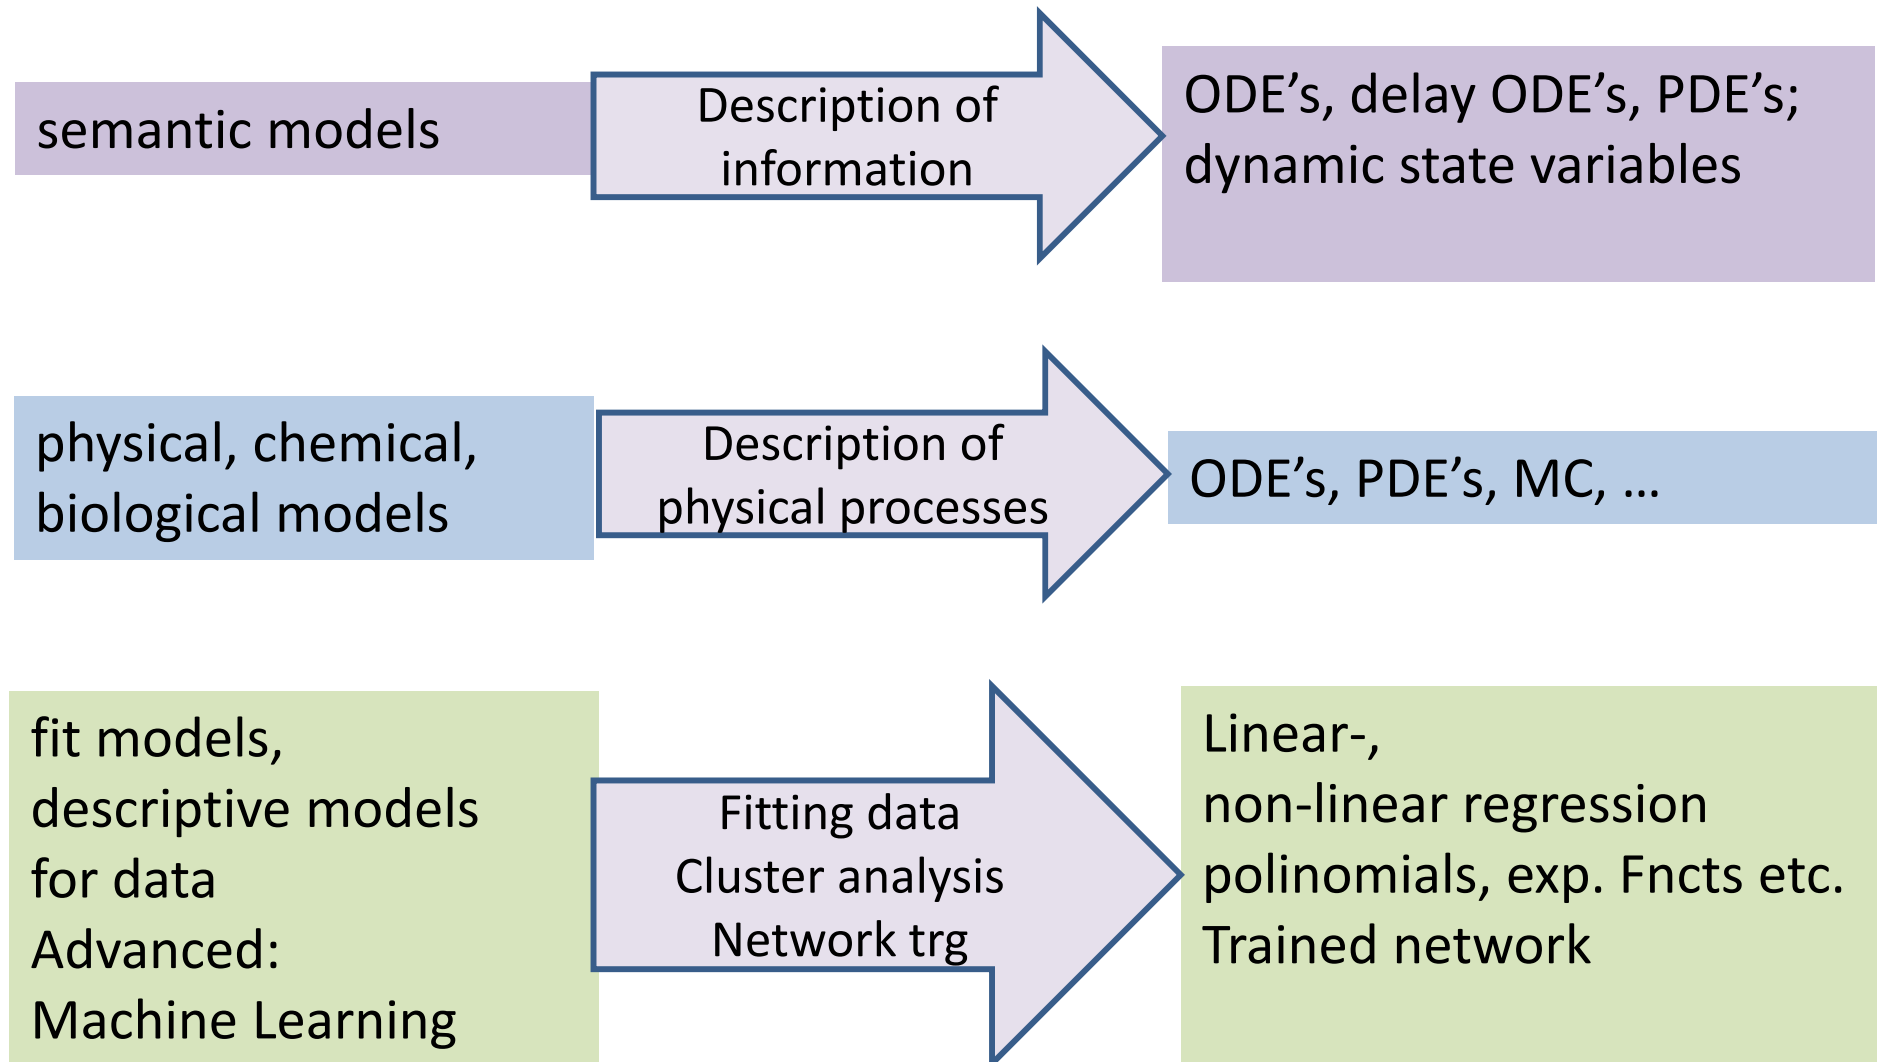 semantic models
Description of
information
ODE’s, delay ODE’s, PDE’s;
dynamic state variables
physical, chemical,
biological models
Description of
physical processes
ODE’s, PDE’s, MC, …
fit models,
descriptive models
for data
Advanced:
Machine Learning
Fitting data
Cluster analysis
Network trg
Linear-,
non-linear regression
polinomials, exp. Fncts etc.
Trained network